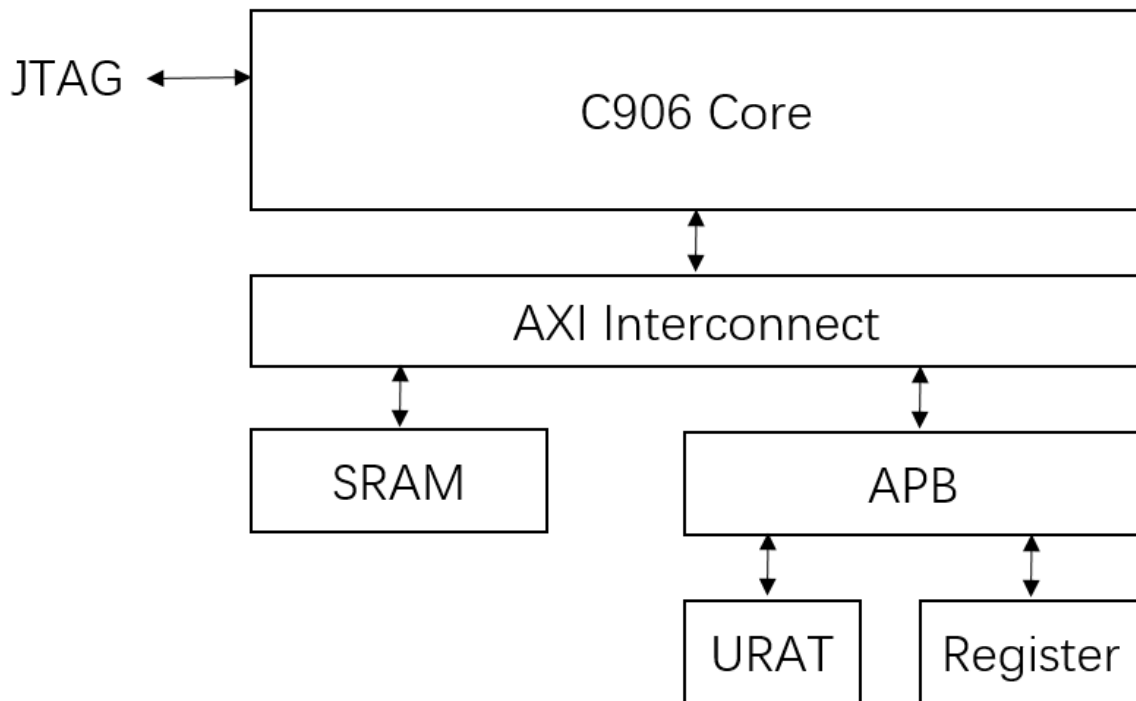 JTAG
C906 Core
AXI Interconnect
SRAM
APB
URAT
Register